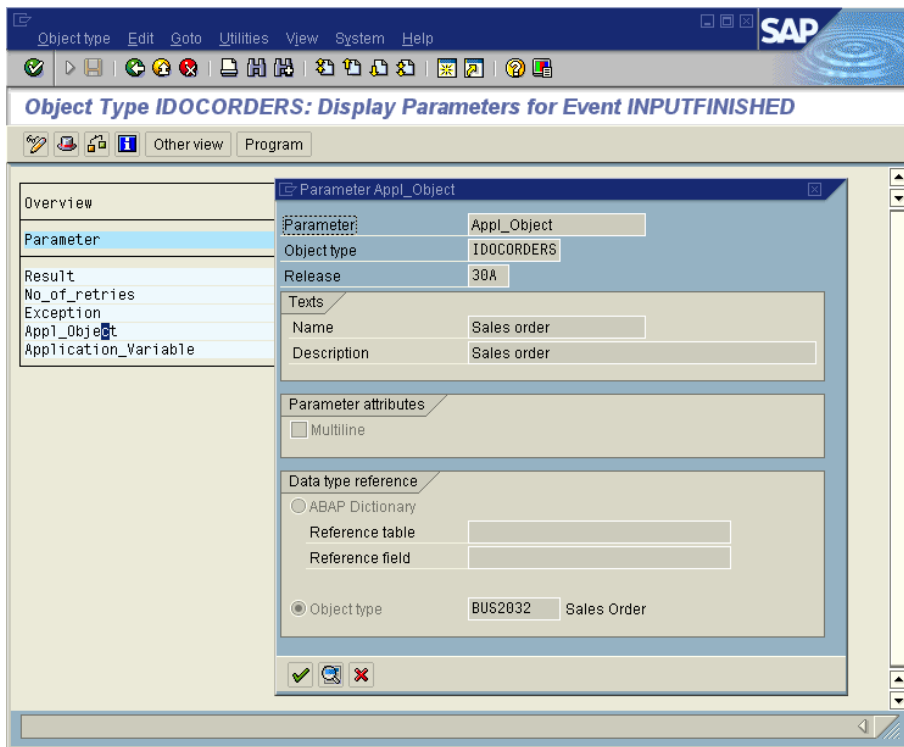 Object type Edit Goto Utilities View System Help
SAP
Object Type IDOCORDERS: Display Parameters for Event INPUTFINISHED
Other view Program
Overview
Parameter
Result
No_of_retries
Exception
Appl_Object
Application_Variable
Parameter Appl_Object
Parameter Appl_Object
Object type IDOCORDERS
Release 30A
Texts
Name Sales order
Description Sales order
Parameter attributes
Multiline
Data type reference
ABAP Dictionary
Reference table
Reference field
Object type BUS2032 Sales Order